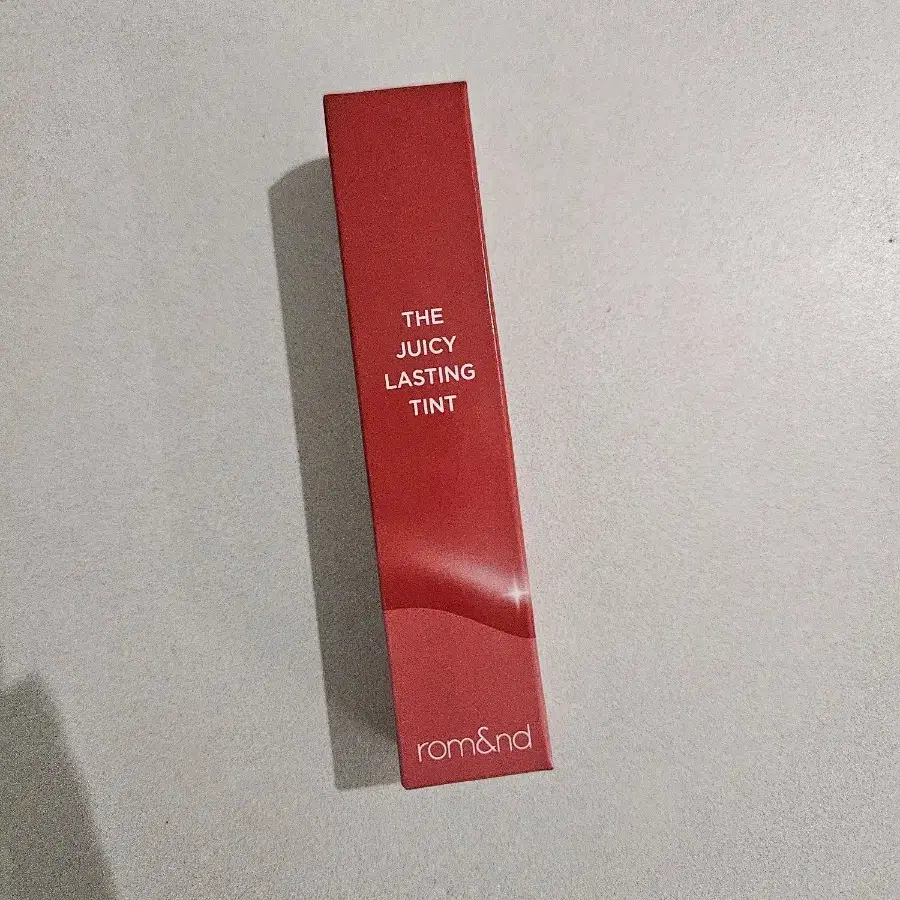 THE
JUICY
LASTING
TINT
rom&nd